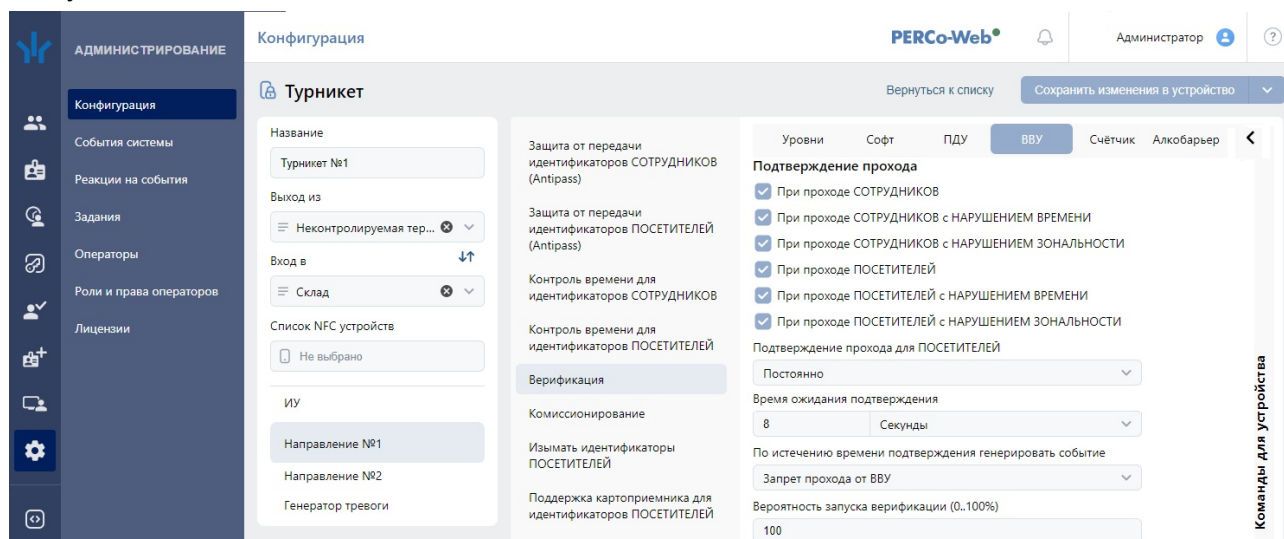 АДМИНИСТРИРОВАНИЕ
Конфигурация
События системы
Реакции на события
Задания
Операторы
Роли и права операторов
Лицензии
Конфигурация
PERCo-Web
Администратор
?
Турникет
Вернуться к списку
Сохранить изменения в устройство
Название
Турникет №1
Выход из
Неконтролируемая тер...
Вход в
Склад
Список NFC устройств
Не выбрано
ИУ
Направление №1
Направление №2
Генератор тревоги
Защита от передачи
идентификаторов СОТРУДНИКОВ
(Antipass)
Защита от передачи
идентификаторов ПОСЕТИТЕЛЕЙ
(Antipass)
Контроль времени для
идентификаторов СОТРУДНИКОВ
Контроль времени для
идентификаторов ПОСЕТИТЕЛЕЙ
Верификация
Комиссионирование
Изымать идентификаторы
ПОСЕТИТЕЛЕЙ
Поддержка картоприемника для
идентификаторов ПОСЕТИТЕЛЕЙ
Уровни Софт ПДУ ВВУ Счётчик Алкобарьер
Подтверждение прохода
При проходе СОТРУДНИКОВ
При проходе СОТРУДНИКОВ с НАРУШЕНИЕМ ВРЕМЕНИ
При проходе СОТРУДНИКОВ с НАРУШЕНИЕМ ЗОНАЛЬНОСТИ
При проходе ПОСЕТИТЕЛЕЙ
При проходе ПОСЕТИТЕЛЕЙ с НАРУШЕНИЕМ ВРЕМЕНИ
При проходе ПОСЕТИТЕЛЕЙ с НАРУШЕНИЕМ ЗОНАЛЬНОСТИ
Подтверждение прохода для ПОСЕТИТЕЛЕЙ
Постоянно
Время ожидания подтверждения
8 Секунды
По истечению времени подтверждения генерировать событие
Запрет прохода от ВВУ
Вероятность запуска верификации (0..100%)
100
Команды для устройства